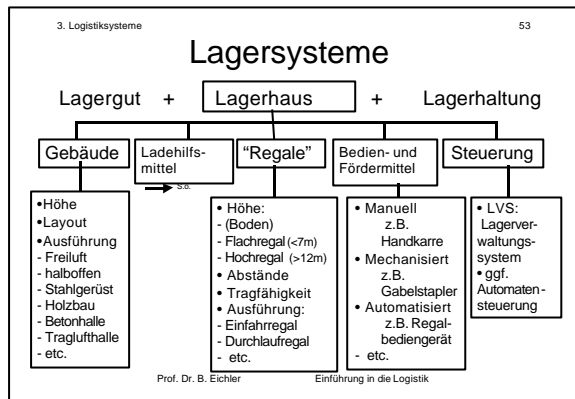 3. Logistiksysteme 53
Lagersysteme
Lagergut + Lagerhaus + Lagerhaltung
Gebäude
•Höhe
•Layout
•Ausführung
- Freiluft
- halboffen
- Stahlgerüst
- Holzbau
- Betonhalle
- Traglufthalle
- etc.
Ladehilfs-
mittel
s.o.
“Regale”
• Höhe:
- (Boden)
- Flachregal (<7m)
- Hochregal (>12m)
• Abstände
• Tragfähigkeit
• Ausführung:
- Einfahrregal
- Durchlaufregal
- etc.
Bedien- und
Fördermittel
• Manuell
z.B.
Handkarre
• Mechanisiert
z.B.
Gabelstapler
• Automatisiert
z.B. Regal-
bediengerät
- etc.
Steuerung
• LVS:
Lagerver-
waltungs-
system
• ggf.
Automaten-
steuerung
Prof. Dr. B. Eichler Einführung in die Logistik